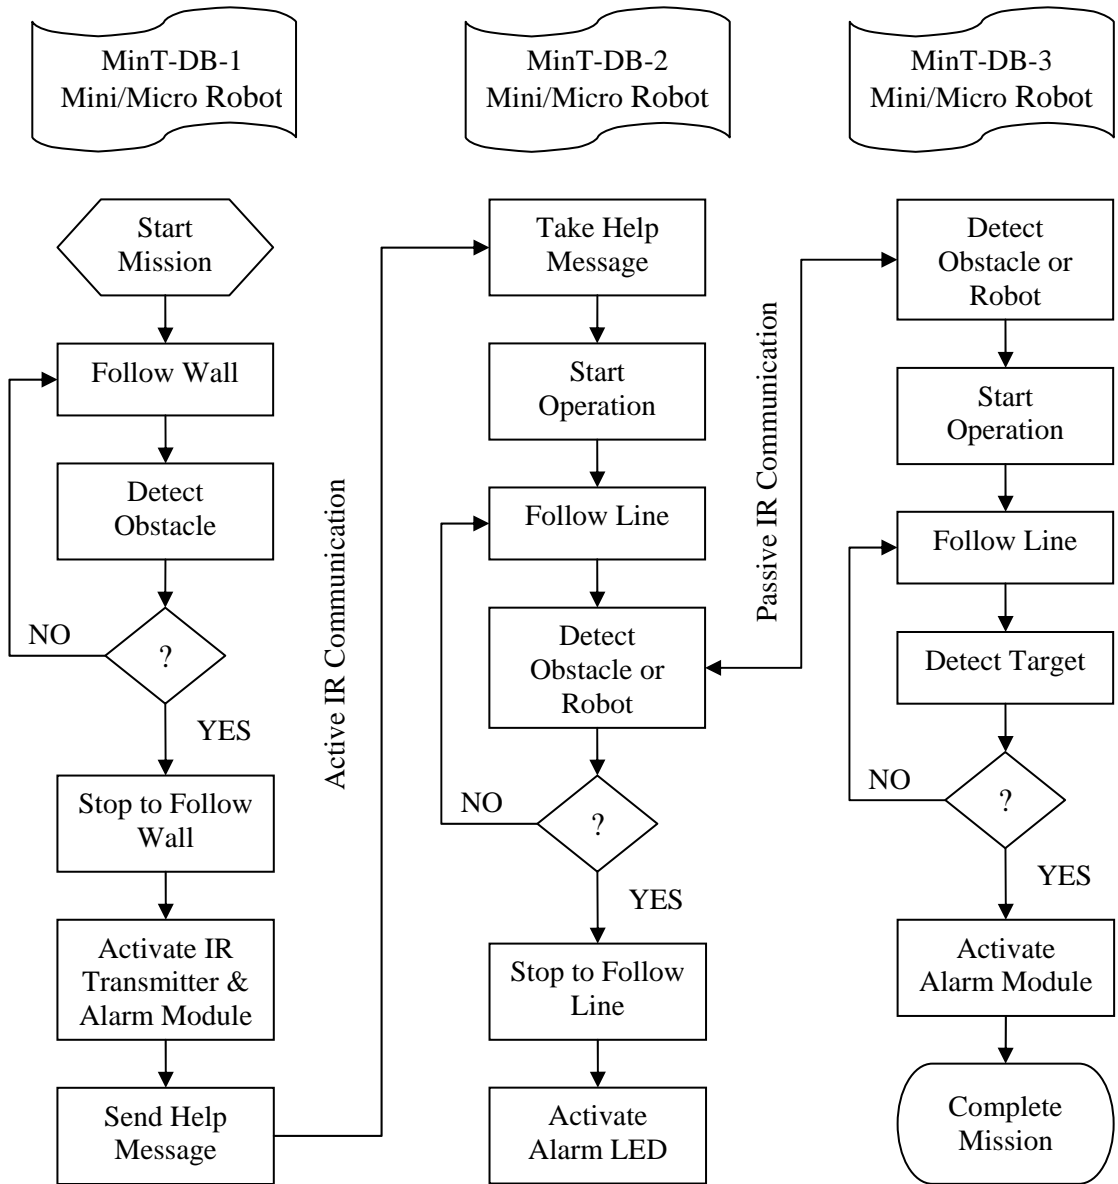 MinT-DB-1
Mini/Micro Robot
Start
Mission
Follow Wall
Detect
Obstacle
?
NO
YES
Stop to Follow
Wall
Activate IR
Transmitter &
Alarm Module
Send Help
Message
Active IR Communication
MinT-DB-2
Mini/Micro Robot
Take Help
Message
Start
Operation
Follow Line
Detect
Obstacle or
Robot
?
NO
YES
Stop to Follow
Line
Activate
Alarm LED
Passive IR Communication
MinT-DB-3
Mini/Micro Robot
Detect
Obstacle or
Robot
Start
Operation
Follow Line
Detect Target
?
NO
YES
Activate
Alarm Module
Complete
Mission